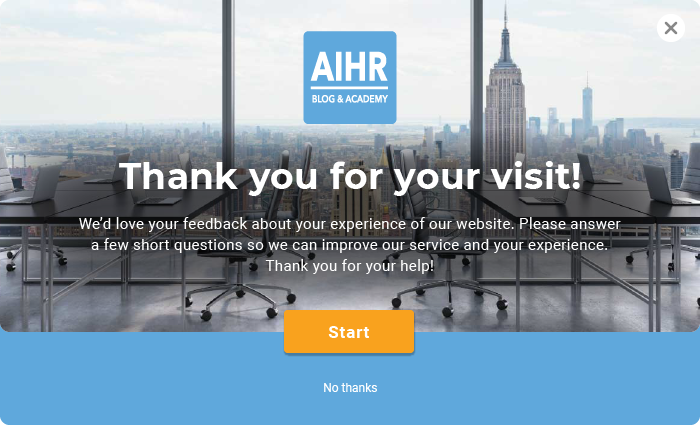 AIHR
BLOG & ACADEMY
Thank you for your visit!
We’d love your feedback about your experience of our website. Please answer
a few short questions so we can improve our service and your experience.
Thank you for your help!
Start
No thanks